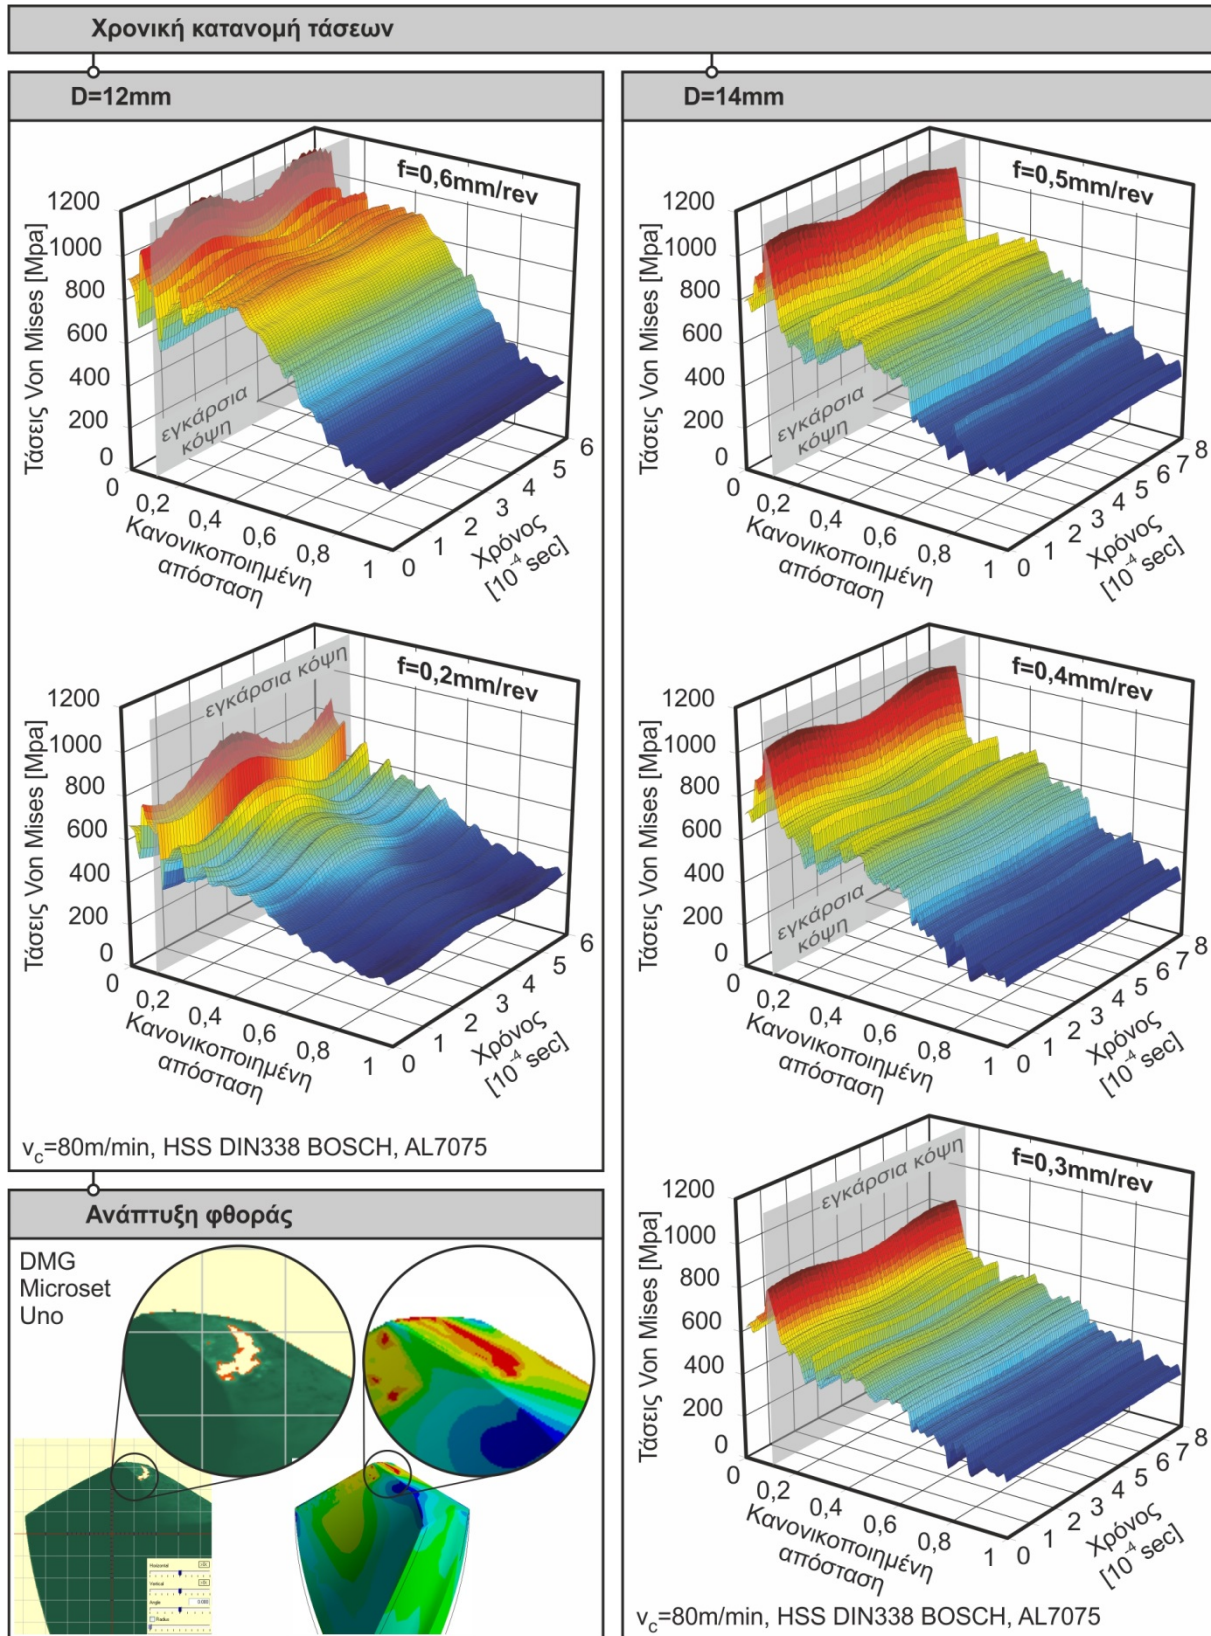 Χρονική κατανομή τάσεων
D=12mm
f=0,6mm/rev
Τάσεις Von Mises [Mpa]
1200
1000
800
600
400
200
0
εγκάρσια
κόψη
0
0,2
0,4
0,6
0,8
1
Κανονικοποιημένη
απόσταση
0
1
2
3
4
5
6
Χρόνος
[10⁻⁴ sec]
f=0,2mm/rev
Τάσεις Von Mises [Mpa]
1200
1000
800
600
400
200
0
εγκάρσια κόψη
0
0,2
0,4
0,6
0,8
1
Κανονικοποιημένη
απόσταση
0
1
2
3
4
5
6
Χρόνος
[10⁻⁴ sec]
v_c=80m/min, HSS DIN338 BOSCH, AL7075
Ανάπτυξη φθοράς
DMG
Microset
Uno
Horizontal
Vertical
Angle
0.000
Radius
D=14mm
f=0,5mm/rev
Τάσεις Von Mises [Mpa]
1200
1000
800
600
400
200
0
εγκάρσια
κόψη
0
0,2
0,4
0,6
0,8
1
Κανονικοποιημένη
απόσταση
0
1
2
3
4
5
6
7
8
Χρόνος
[10⁻⁴ sec]
f=0,4mm/rev
Τάσεις Von Mises [Mpa]
1200
1000
800
600
400
200
0
εγκάρσια
κόψη
0
0,2
0,4
0,6
0,8
1
Κανονικοποιημένη
απόσταση
0
1
2
3
4
5
6
7
8
Χρόνος
[10⁻⁴ sec]
f=0,3mm/rev
Τάσεις Von Mises [Mpa]
1200
1000
800
600
400
200
0
εγκάρσια κόψη
0
0,2
0,4
0,6
0,8
1
Κανονικοποιημένη
απόσταση
0
1
2
3
4
5
6
7
8
Χρόνος
[10⁻⁴ sec]
v_c=80m/min, HSS DIN338 BOSCH, AL7075